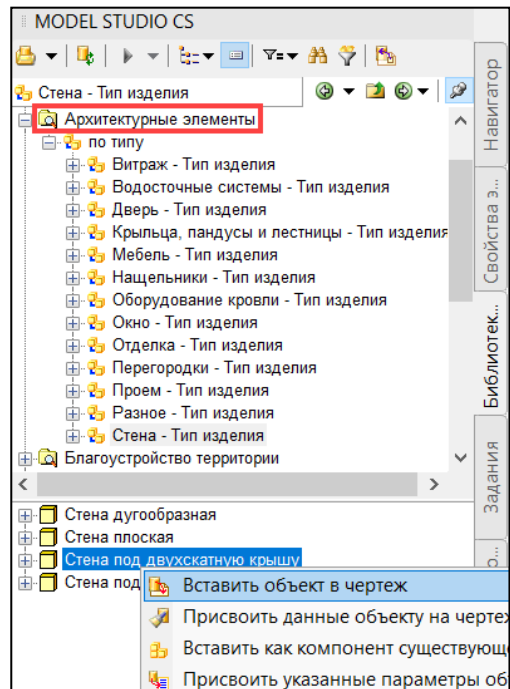 MODEL STUDIO CS
Стена - Тип изделия
Архитектурные элементы
по типу
Витраж - Тип изделия
Водосточные системы - Тип изделия
Дверь - Тип изделия
Крыльца, пандусы и лестницы - Тип изделия
Мебель - Тип изделия
Нащельники - Тип изделия
Оборудование кровли - Тип изделия
Окно - Тип изделия
Отделка - Тип изделия
Перегородки - Тип изделия
Проем - Тип изделия
Разное - Тип изделия
Стена - Тип изделия
Благоустройство территории
Стена дугообразная
Стена плоская
Стена под двухскатную крышу
Стена под
Вставить объект в чертеж
Присвоить данные объекту на черте
Вставить как компонент существующ
Присвоить указанные параметры об
Навигатор
Свойства э...
Библиотек...
Задания